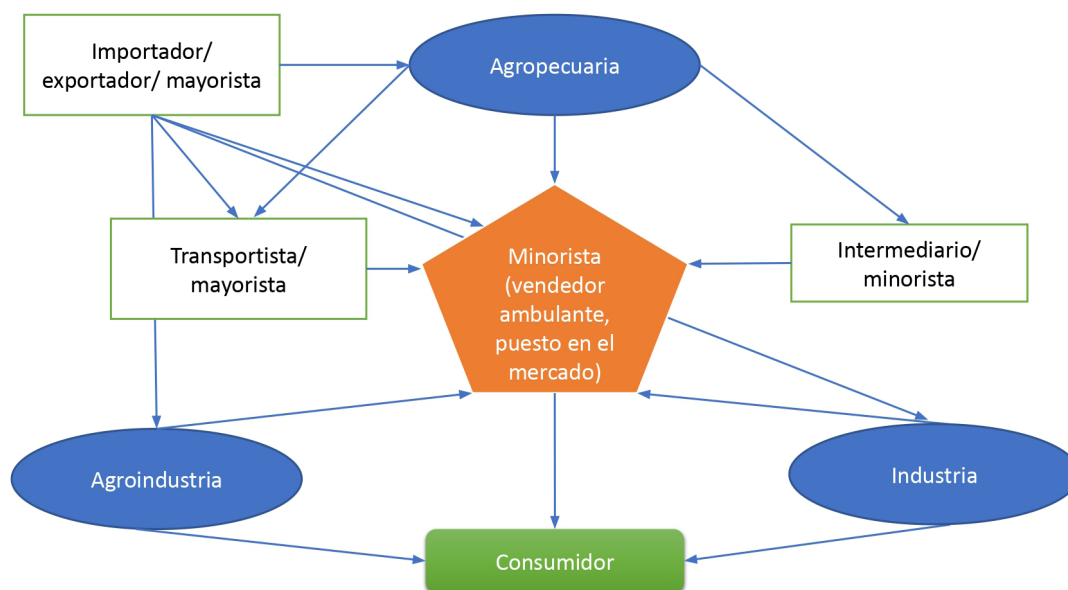 Importador/
exportador/ mayorista
Agropecuaria
Transportista/
mayorista
Minorista
(vendedor
ambulante,
puesto en el
mercado)
Intermediario/
minorista
Agroindustria
Industria
Consumidor